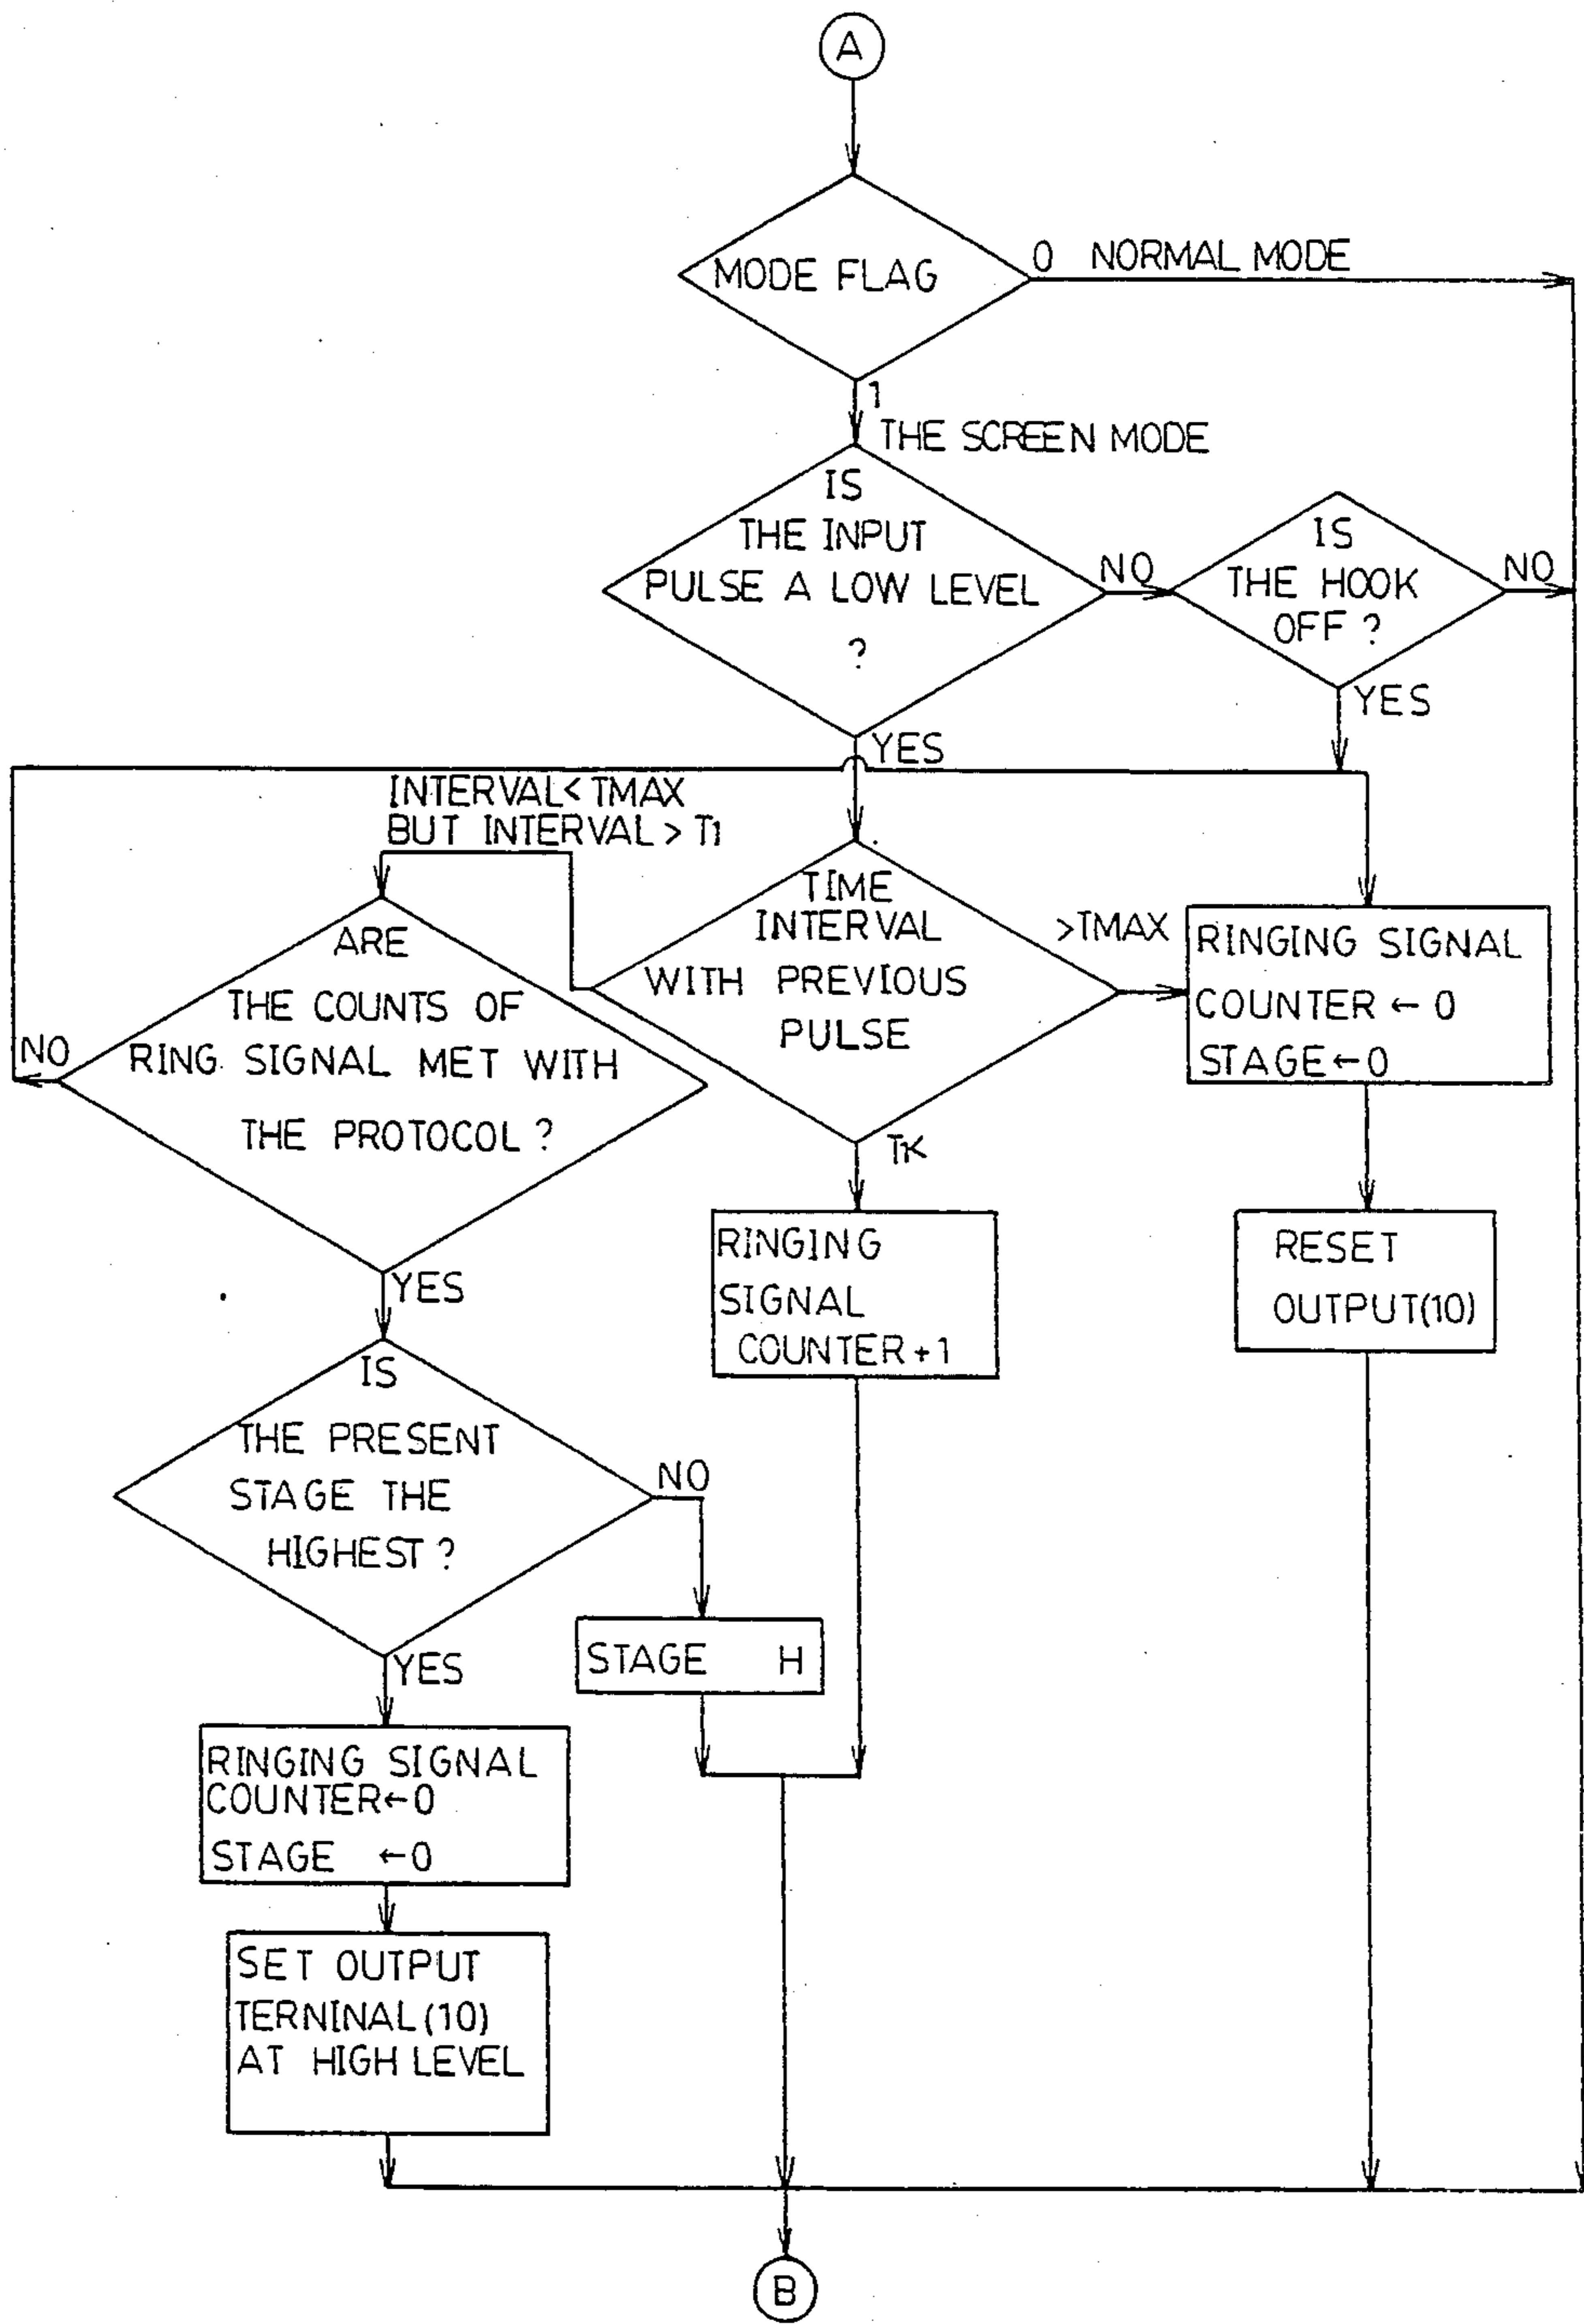 A
MODE FLAG
0 NORMAL MODE
1
THE SCREEN MODE
IS
THE INPUT
PULSE A LOW LEVEL
?
NO
IS
THE HOOK
OFF ?
NO
YES
YES
INTERVAL< TMAX
BUT INTERVAL > T1
TIME
INTERVAL
WITH PREVIOUS
PULSE
>TMAX
RINGING SIGNAL
COUNTER ← 0
STAGE←0
ARE
THE COUNTS OF
RING SIGNAL MET WITH
THE PROTOCOL ?
NO
YES
TK
RINGING
SIGNAL
COUNTER+1
RESET
OUTPUT(10)
IS
THE PRESENT
STAGE THE
HIGHEST ?
NO
YES
STAGE H
RINGING SIGNAL
COUNTER←0
STAGE ←0
SET OUTPUT
TERNINAL(10)
AT HIGH LEVEL
B